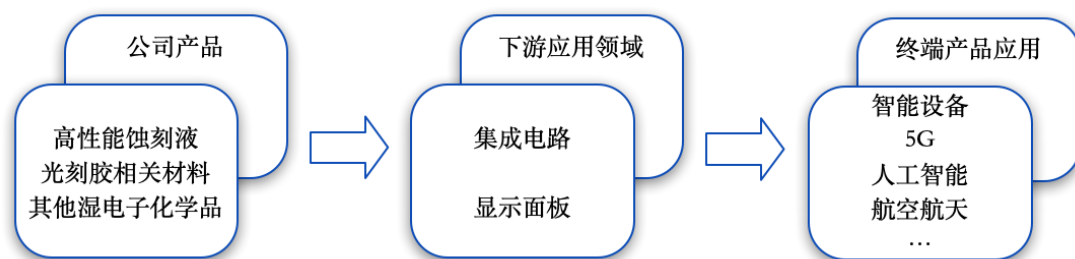 公司产品
高性能蚀刻液
光刻胶相关材料
其他湿电子化学品
下游应用领域
集成电路
显示面板
终端产品应用
智能设备
5G
人工智能
航空航天
…